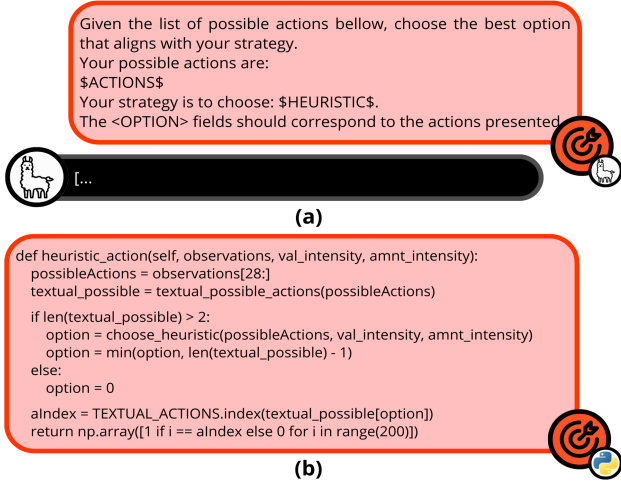 Given the list of possible actions bellow, choose the best option
that aligns with your strategy.
Your possible actions are:
$ACTIONS$
Your strategy is to choose: $HEURISTIC$.
The <OPTION> fields should correspond to the actions presented.
[...
(a)
def heuristic_action(self, observations, val_intensity, amnt_intensity):
    possibleActions = observations[28:]
    textual_possible = textual_possible_actions(possibleActions)
    if len(textual_possible) > 2:
        option = choose_heuristic(possibleActions, val_intensity, amnt_intensity)
        option = min(option, len(textual_possible) - 1)
    else:
        option = 0
    aIndex = TEXTUAL_ACTIONS.index(textual_possible[option])
    return np.array([1 if i == aIndex else 0 for i in range(200)])
(b)